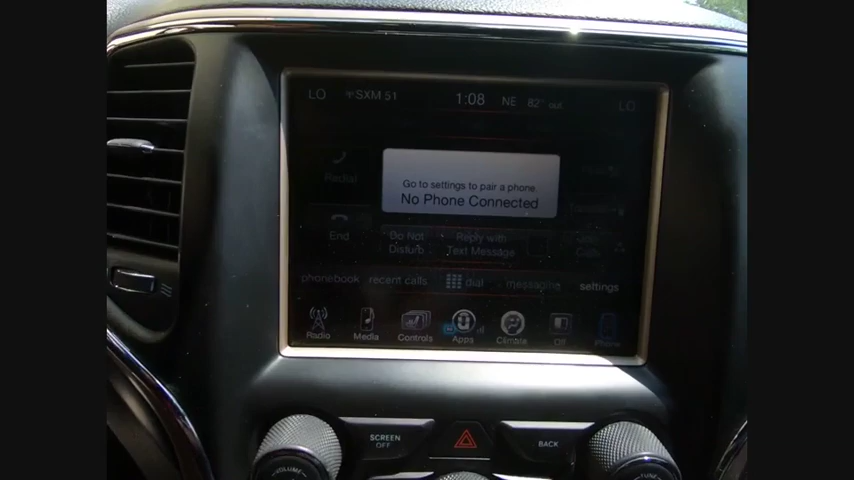 LO SXM 51 1:08 NE 82° out LO
Redial
Go to settings to pair a phone.
No Phone Connected
End
Do Not
Disturb
Reply with
Text Message
phonebook recent calls dial messaging settings
Radio Media Controls Apps Climate Off Phone
SCREEN
OFF
BACK
VOLUME
TUNE